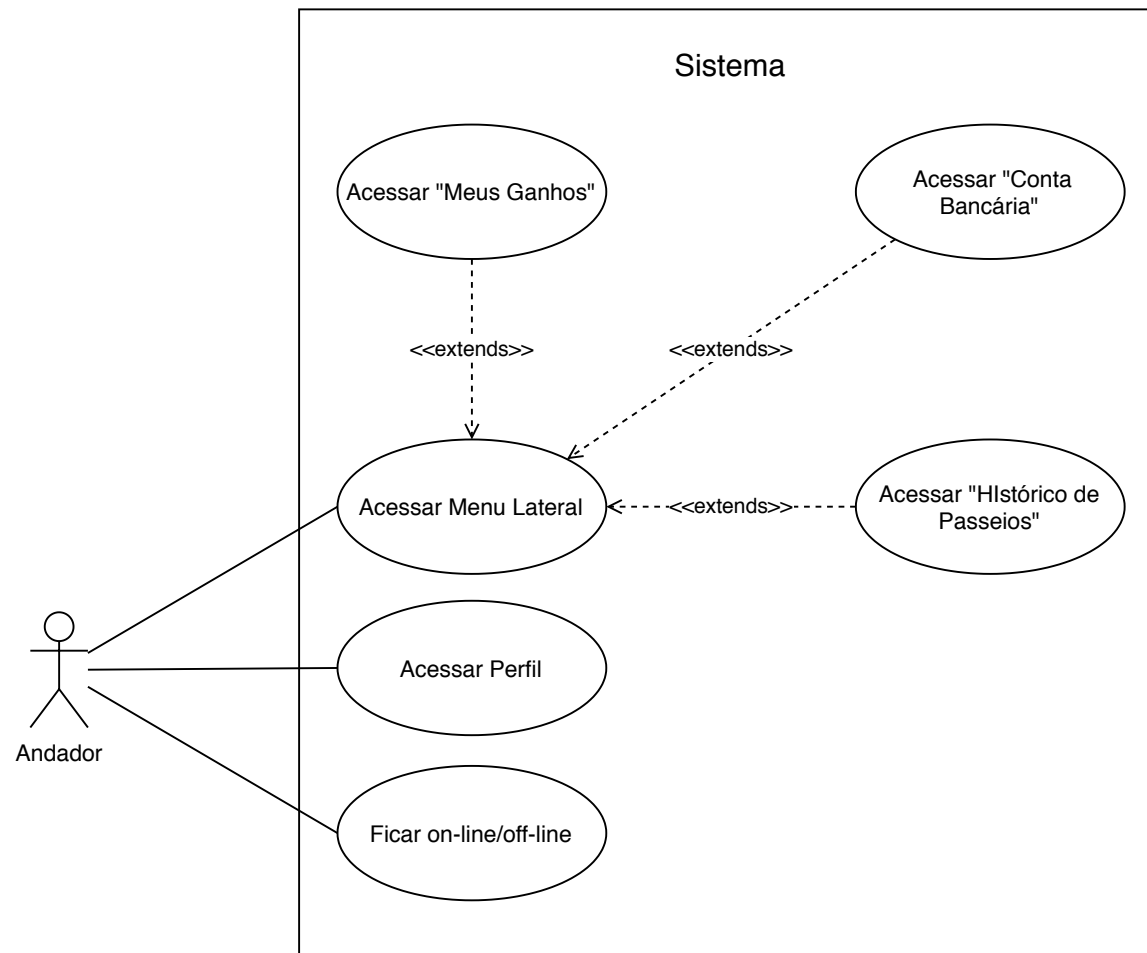 Sistema
Acessar "Meus Ganhos"
Acessar "Conta
Bancária"
<<extends>>
<<extends>>
Acessar Menu Lateral
<<extends>>
Acessar "HIstórico de
Passeios"
Acessar Perfil
Andador
Ficar on-line/off-line